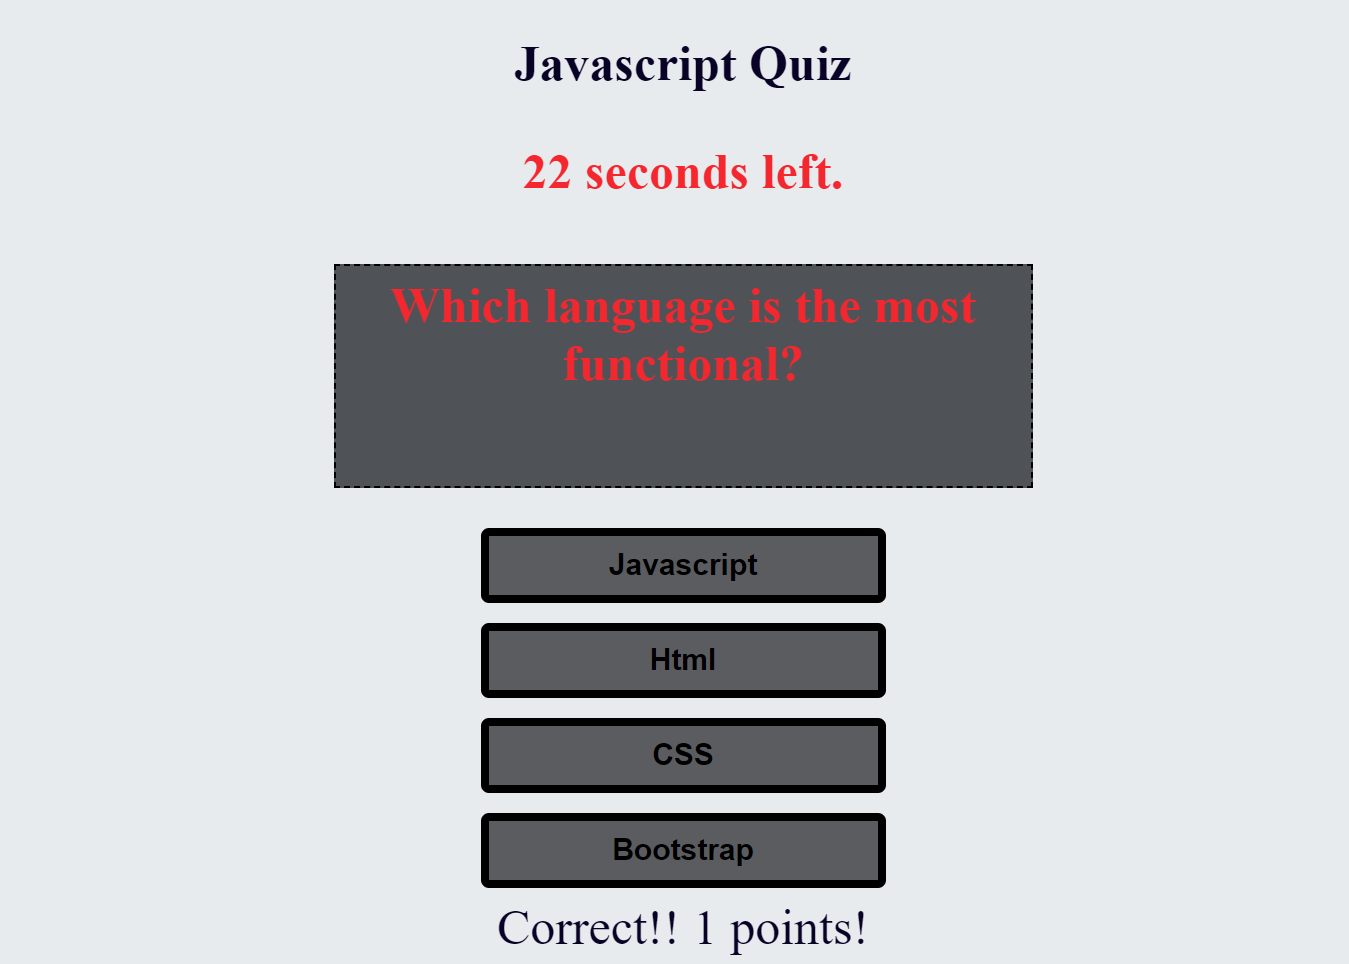 Javascript Quiz
22 seconds left.
Which language is the most
functional?
Javascript
Html
CSS
Bootstrap
Correct!! 1 points!